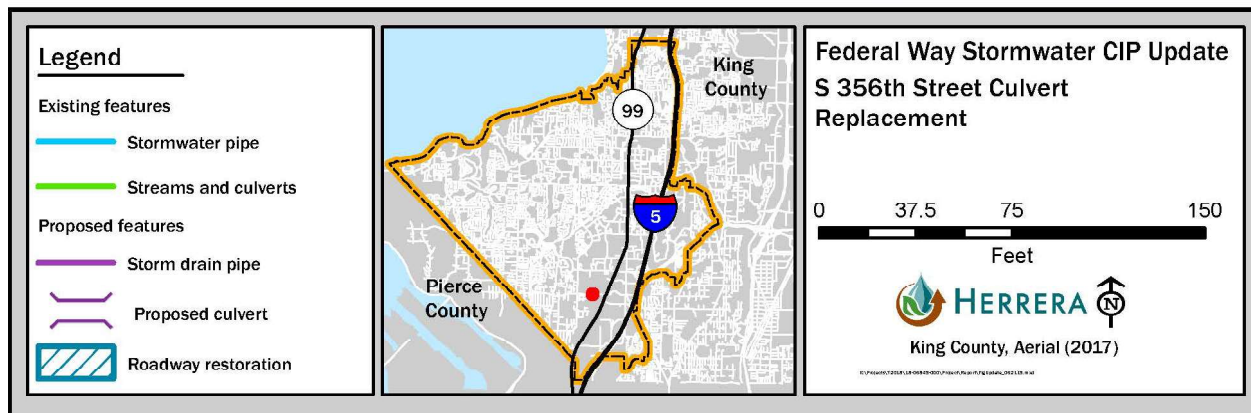 Legend
Existing features
Stormwater pipe
Streams and culverts
Proposed features
Storm drain pipe
Proposed culvert
Roadway restoration
King
County
99
5
Pierce
County
Federal Way Stormwater CIP Update
S 356th Street Culvert
Replacement
0 37.5 75 150
Feet
HERRERA N
King County, Aerial (2017)